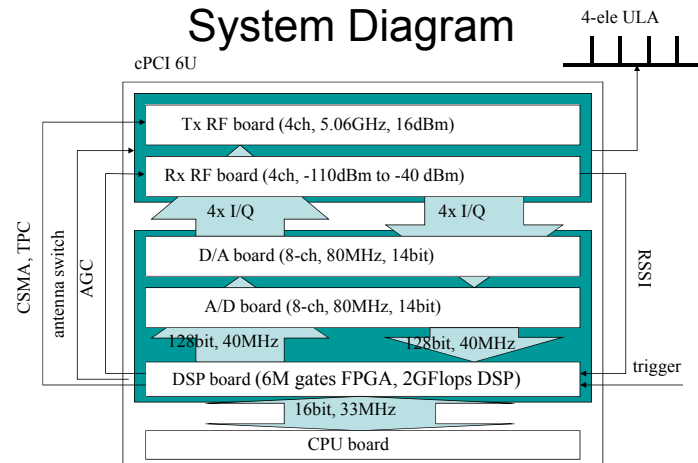 System Diagram
4-ele ULA
cPCI 6U
Tx RF board (4ch, 5.06GHz, 16dBm)
Rx RF board (4ch, -110dBm to -40 dBm)
4x I/Q
4x I/Q
D/A board (8-ch, 80MHz, 14bit)
A/D board (8-ch, 80MHz, 14bit)
128bit, 40MHz
128bit, 40MHz
DSP board (6M gates FPGA, 2GFlops DSP)
16bit, 33MHz
CPU board
CSMA, TPC
antenna switch
AGC
RSSI
trigger